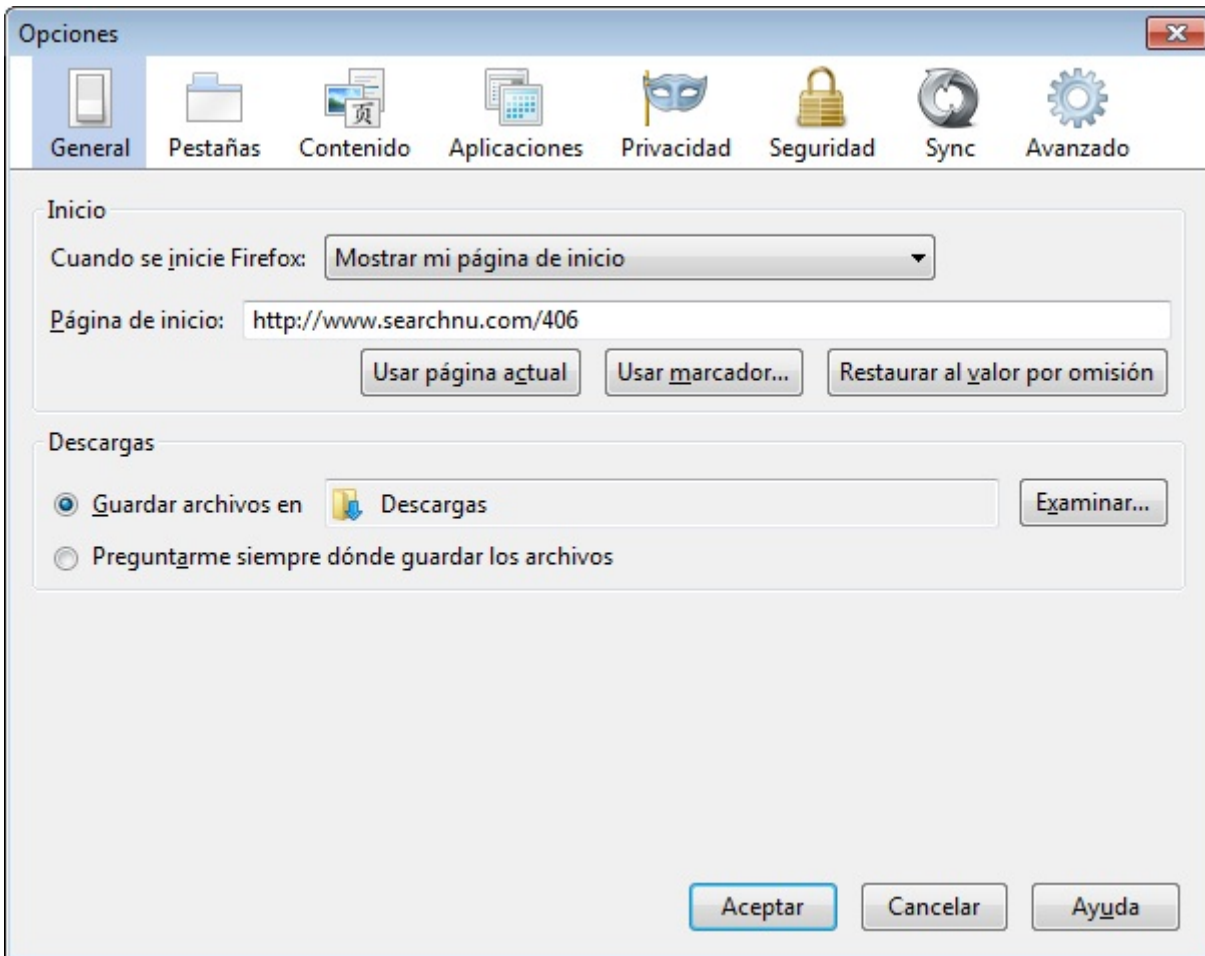 Opciones
General Pestañas Contenido Aplicaciones Privacidad Seguridad Sync Avanzado
页
Inicio
Cuando se inicie Firefox: Mostrar mi página de inicio
Página de inicio: http://www.searchnu.com/406
Usar página actual Usar marcador... Restaurar al valor por omisión
Descargas
Guardar archivos en Descargas Examinar...
Preguntarme siempre dónde guardar los archivos
Aceptar Cancelar Ayuda